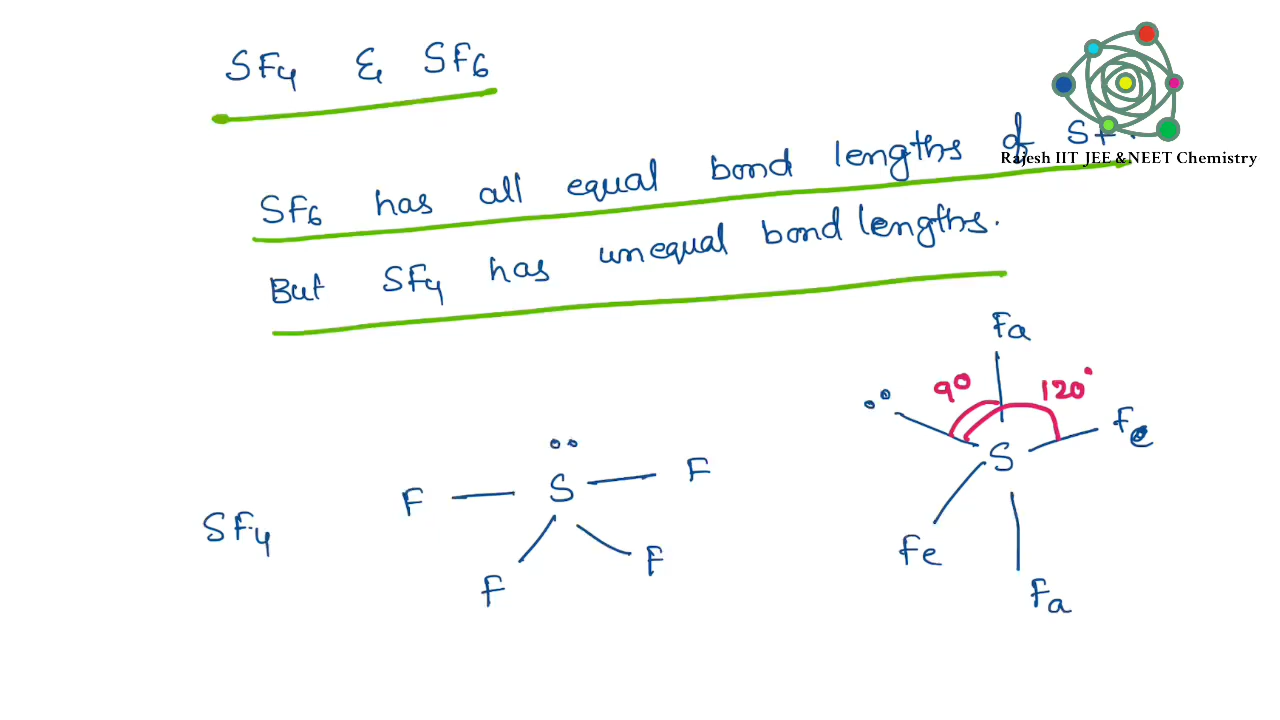 SF4 & SF6
SF6 has all equal bond lengths of SF.
Rajesh IIT JEE &NEET Chemistry
But SF4 has unequal bond lengths.
Fa
90 120°
Fe
S
Fe
Fa
SF4
F S F
F F